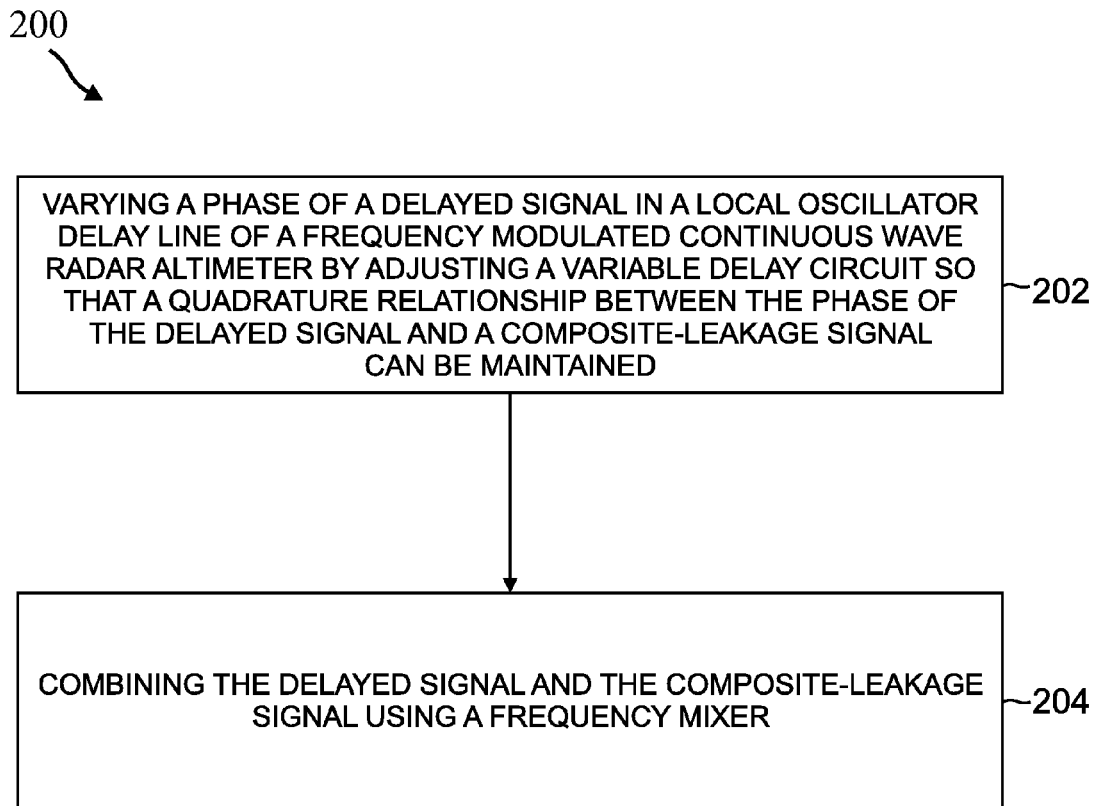 200
VARYING A PHASE OF A DELAYED SIGNAL IN A LOCAL OSCILLATOR
DELAY LINE OF A FREQUENCY MODULATED CONTINUOUS WAVE
RADAR ALTIMETER BY ADJUSTING A VARIABLE DELAY CIRCUIT SO
THAT A QUADRATURE RELATIONSHIP BETWEEN THE PHASE OF
THE DELAYED SIGNAL AND A COMPOSITE-LEAKAGE SIGNAL
CAN BE MAINTAINED
202
COMBINING THE DELAYED SIGNAL AND THE COMPOSITE-LEAKAGE
SIGNAL USING A FREQUENCY MIXER
204